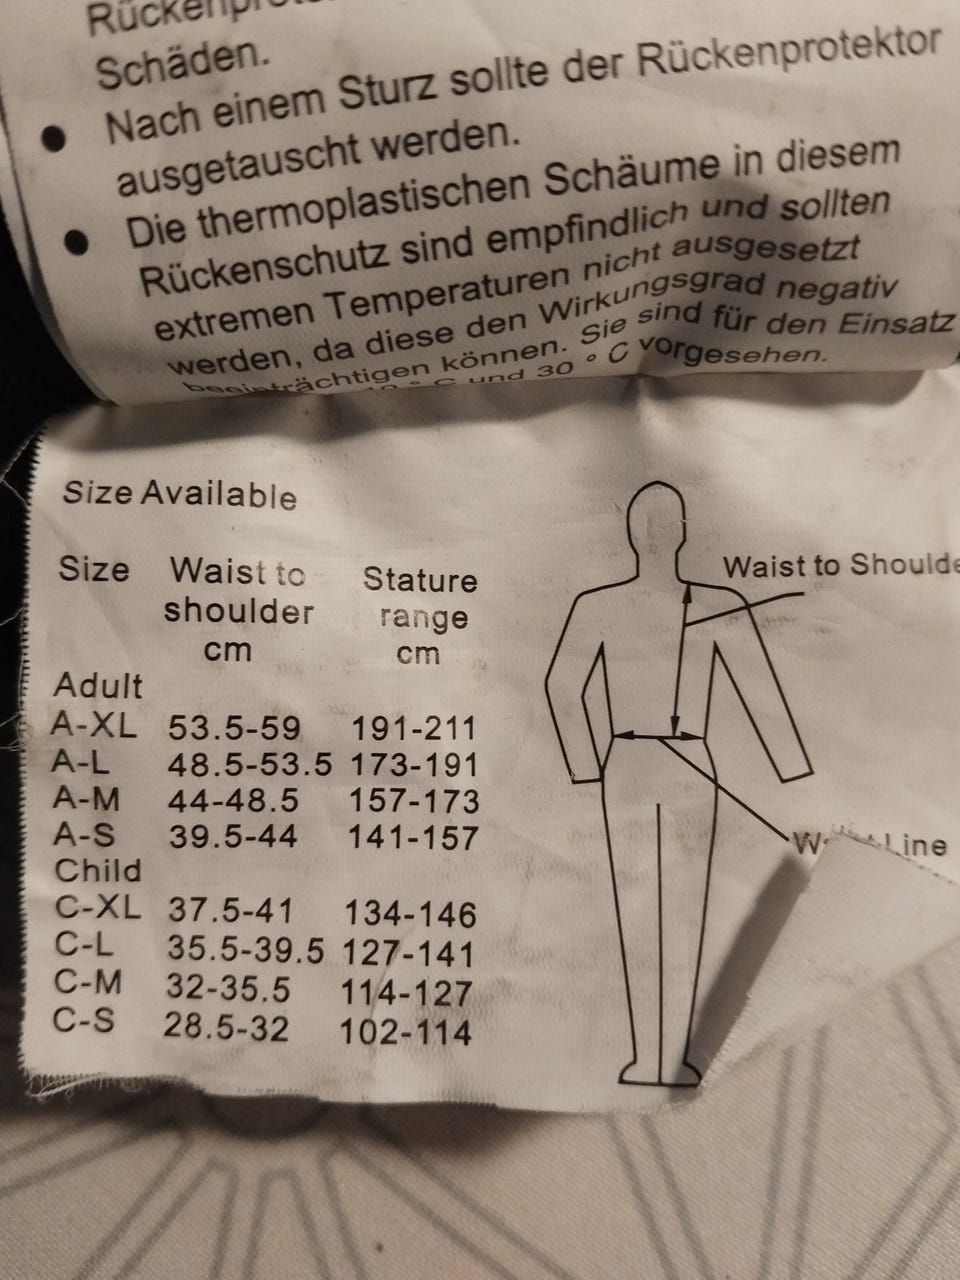 Schäden.
● Nach einem Sturz sollte der Rückenprotektor
ausgetauscht werden.
● Die thermoplastischen Schäume in diesem
Rückenschutz sind empfindlich und sollten
extremen Temperaturen nicht ausgesetzt
werden, da diese den Wirkungsgrad negativ
beeinträchtigen können. Sie sind für den Einsatz
° C und 30 ° C vorgesehen.
Size Available
Size Waist to shoulder cm Stature range cm
Adult
A-XL 53.5-59 191-211
A-L 48.5-53.5 173-191
A-M 44-48.5 157-173
A-S 39.5-44 141-157
Child
C-XL 37.5-41 134-146
C-L 35.5-39.5 127-141
C-M 32-35.5 114-127
C-S 28.5-32 102-114
Waist to Shoulde
Line